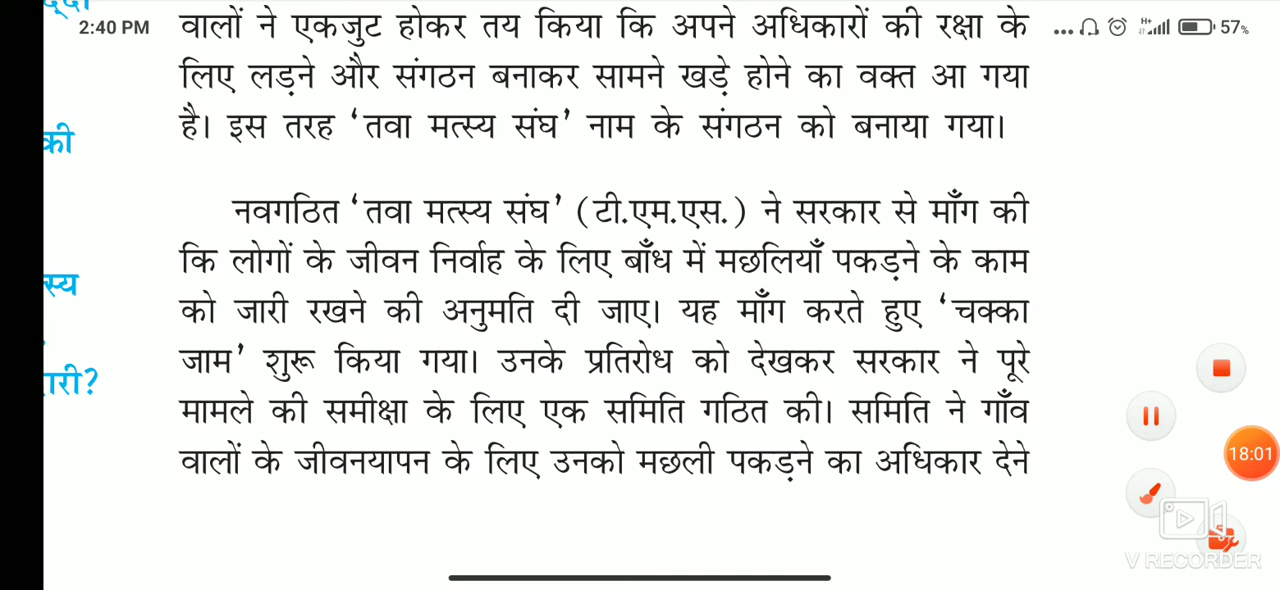 2:40 PM
57%
वालों ने एकजुट होकर तय किया कि अपने अधिकारों की रक्षा के
लिए लड़ने और संगठन बनाकर सामने खड़े होने का वक्त आ गया
है। इस तरह ‘तवा मत्स्य संघ’ नाम के संगठन को बनाया गया।
की
नवगठित ‘तवा मत्स्य संघ’ (टी.एम.एस.) ने सरकार से माँग की
कि लोगों के जीवन निर्वाह के लिए बाँध में मछलियाँ पकड़ने के काम
स्य
को जारी रखने की अनुमति दी जाए। यह माँग करते हुए ‘चक्का
जाम’ शुरू किया गया। उनके प्रतिरोध को देखकर सरकार ने पूरे
ारी?
मामले की समीक्षा के लिए एक समिति गठित की। समिति ने गाँव
वालों के जीवनयापन के लिए उनको मछली पकड़ने का अधिकार देने
18:01
V RECORDER